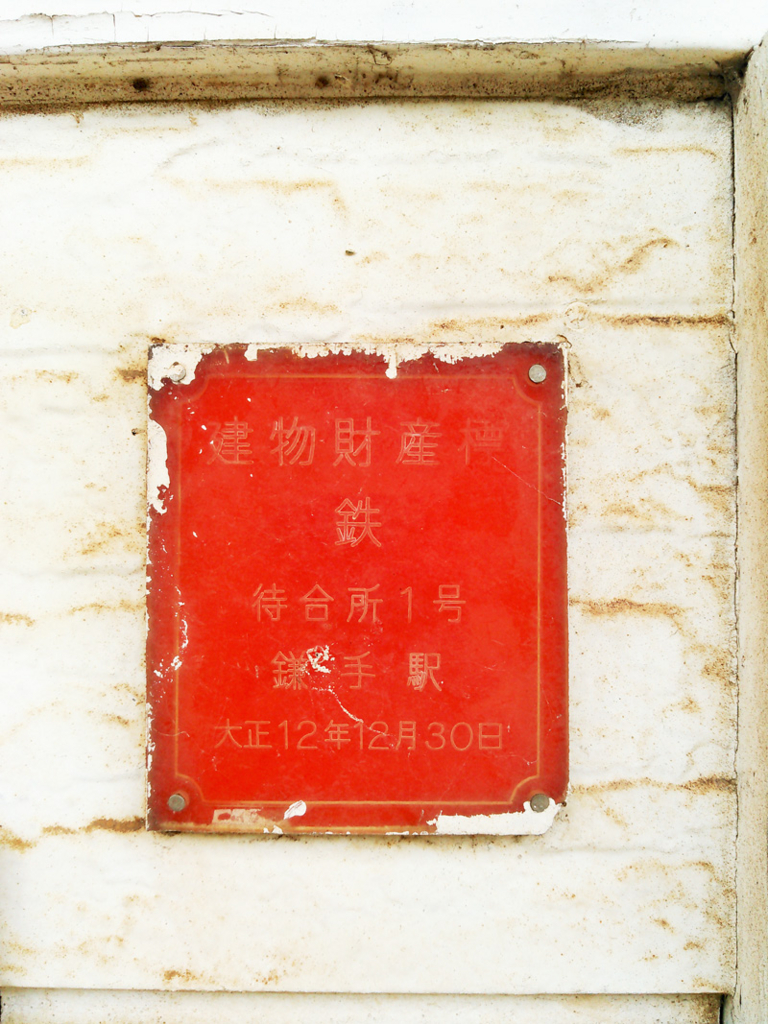 建物財産標
鉄
待合所1号
鎌手駅
大正12年12月30日